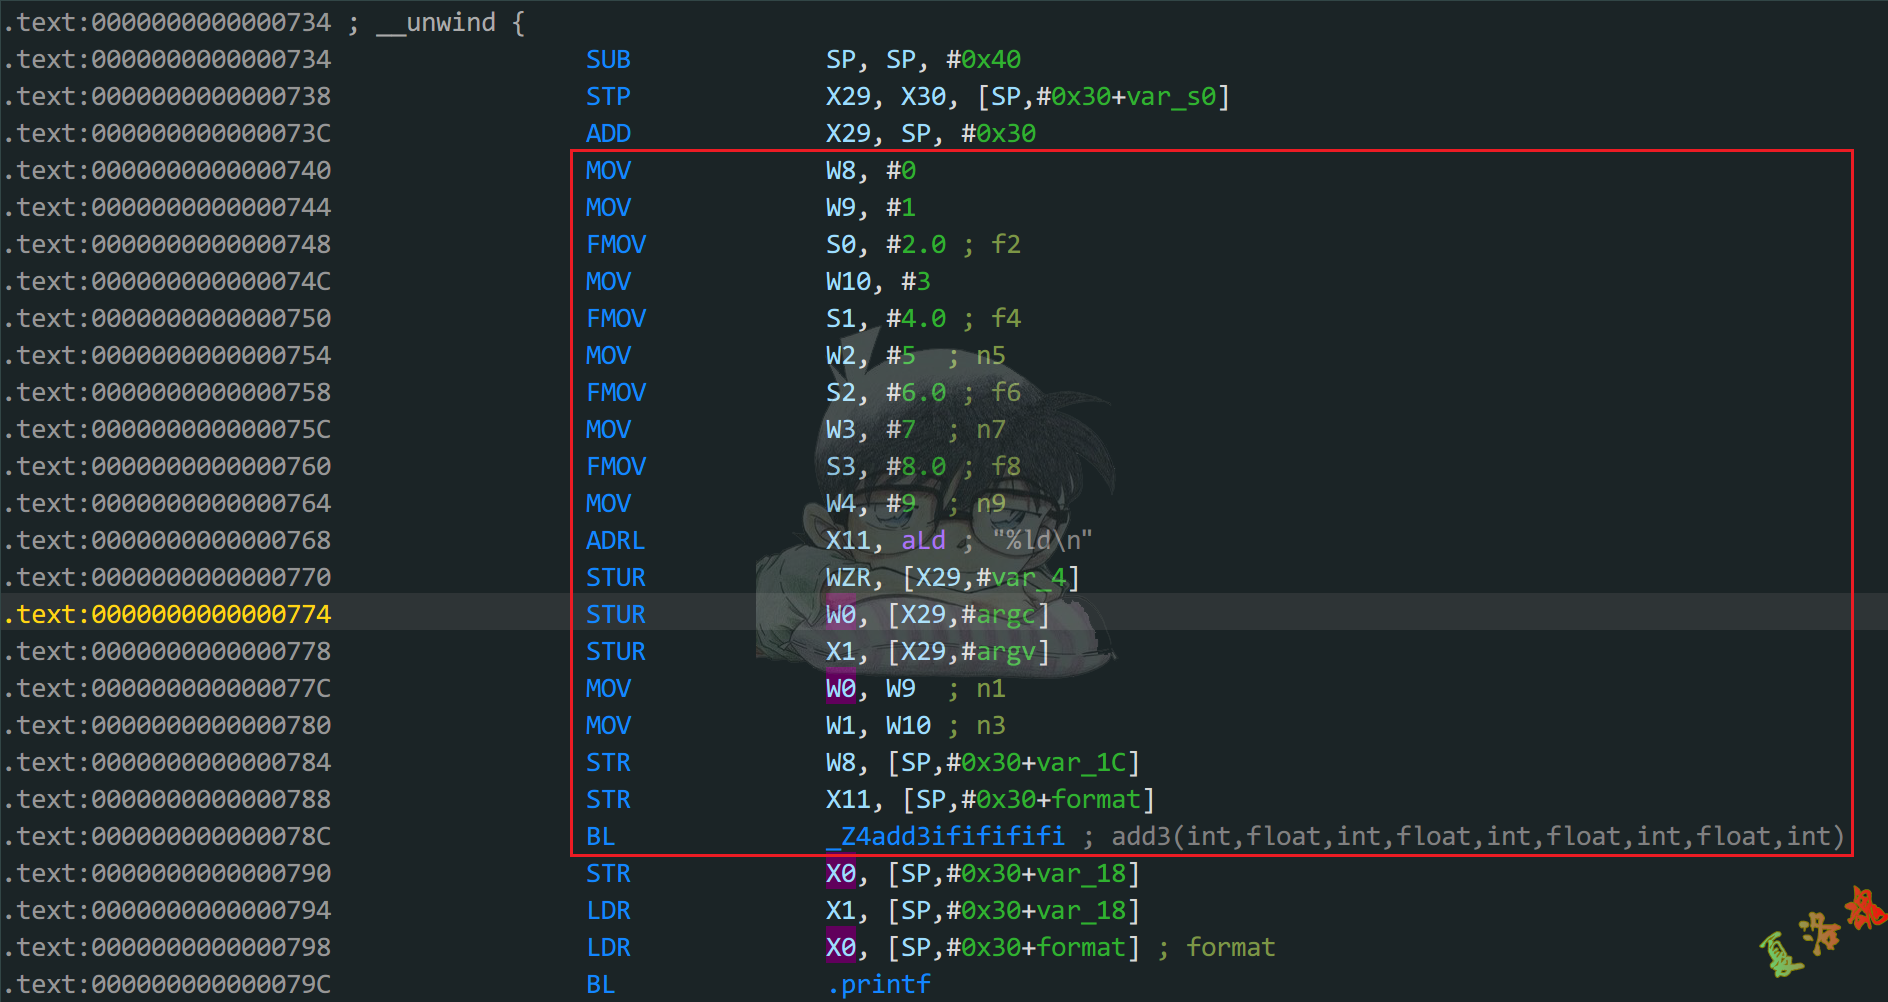 .text:0000000000000734 ; __unwind {
.text:0000000000000734 SUB SP, SP, #0x40
.text:0000000000000738 STP X29, X30, [SP,#0x30+var_s0]
.text:000000000000073C ADD X29, SP, #0x30
.text:0000000000000740 MOV W8, #0
.text:0000000000000744 MOV W9, #1
.text:0000000000000748 FMOV S0, #2.0 ; f2
.text:000000000000074C MOV W10, #3
.text:0000000000000750 FMOV S1, #4.0 ; f4
.text:0000000000000754 MOV W2, #5 ; n5
.text:0000000000000758 FMOV S2, #6.0 ; f6
.text:000000000000075C MOV W3, #7 ; n7
.text:0000000000000760 FMOV S3, #8.0 ; f8
.text:0000000000000764 MOV W4, #9 ; n9
.text:0000000000000768 ADRL X11, aLd ; "%ld\n"
.text:0000000000000770 STUR WZR, [X29,#var_4]
.text:0000000000000774 STUR W0, [X29,#argc]
.text:0000000000000778 STUR X1, [X29,#argv]
.text:000000000000077C MOV W0, W9 ; n1
.text:0000000000000780 MOV W1, W10 ; n3
.text:0000000000000784 STR W8, [SP,#0x30+var_1C]
.text:0000000000000788 STR X11, [SP,#0x30+format]
.text:000000000000078C BL _Z4add3ififififi ; add3(int,float,int,float,int,float,int,float,int)
.text:0000000000000790 STR X0, [SP,#0x30+var_18]
.text:0000000000000794 LDR X1, [SP,#0x30+var_18]
.text:0000000000000798 LDR X0, [SP,#0x30+format] ; format
.text:000000000000079C BL .printf